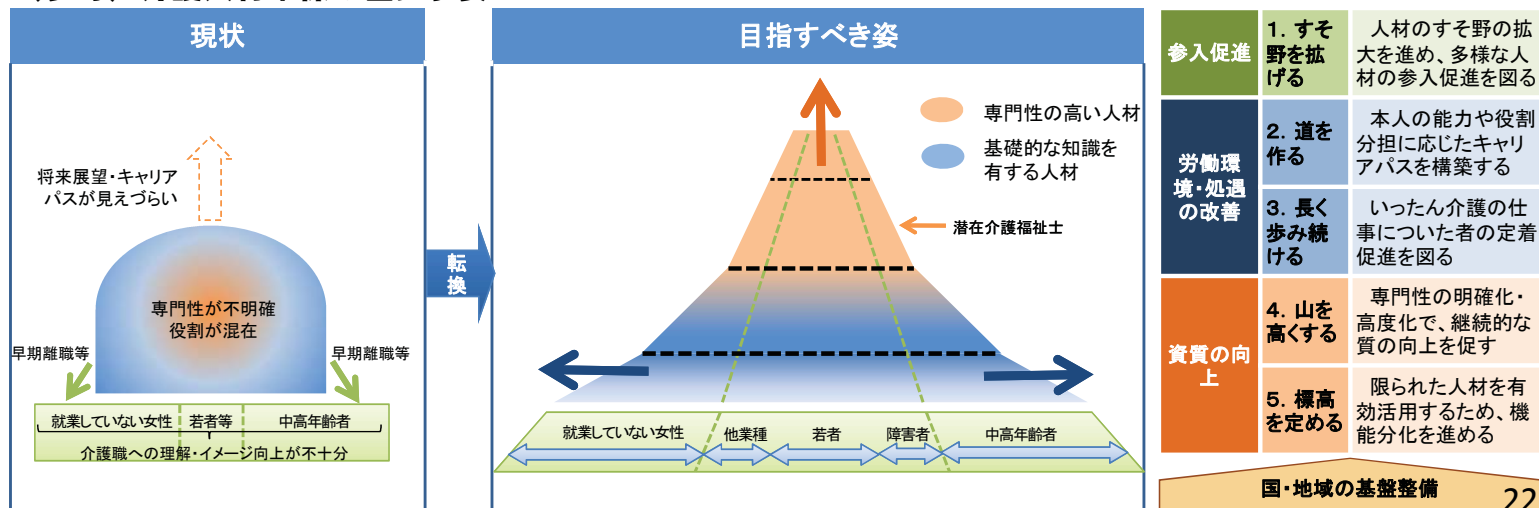 現状
将来展望・キャリア
パスが見えづらい
専門性が不明確
役割が混在
早期離職等
早期離職等
就業していない女性
若者等
中高年齢者
介護職への理解・イメージ向上が不十分
転換
目指すべき姿
専門性の高い人材
基礎的な知識を
有する人材
潜在介護福祉士
就業していない女性
他業種
若者
障害者
中高年齢者
参入促進
1. すそ
野を拡
げる
人材のすそ野の拡
大を進め、多様な人
材の参入促進を図る
労働環
境・処遇
の改善
2. 道を
作る
本人の能力や役割
分担に応じたキャリ
アパスを構築する
3. 長く
歩み続
ける
いったん介護の仕
事についた者の定着
促進を図る
資質の向
上
4. 山を
高くする
専門性の明確化・
高度化で、継続的な
質の向上を促す
5. 標高
を定める
限られた人材を有
効活用するため、機
能分化を進める
国・地域の基盤整備
22